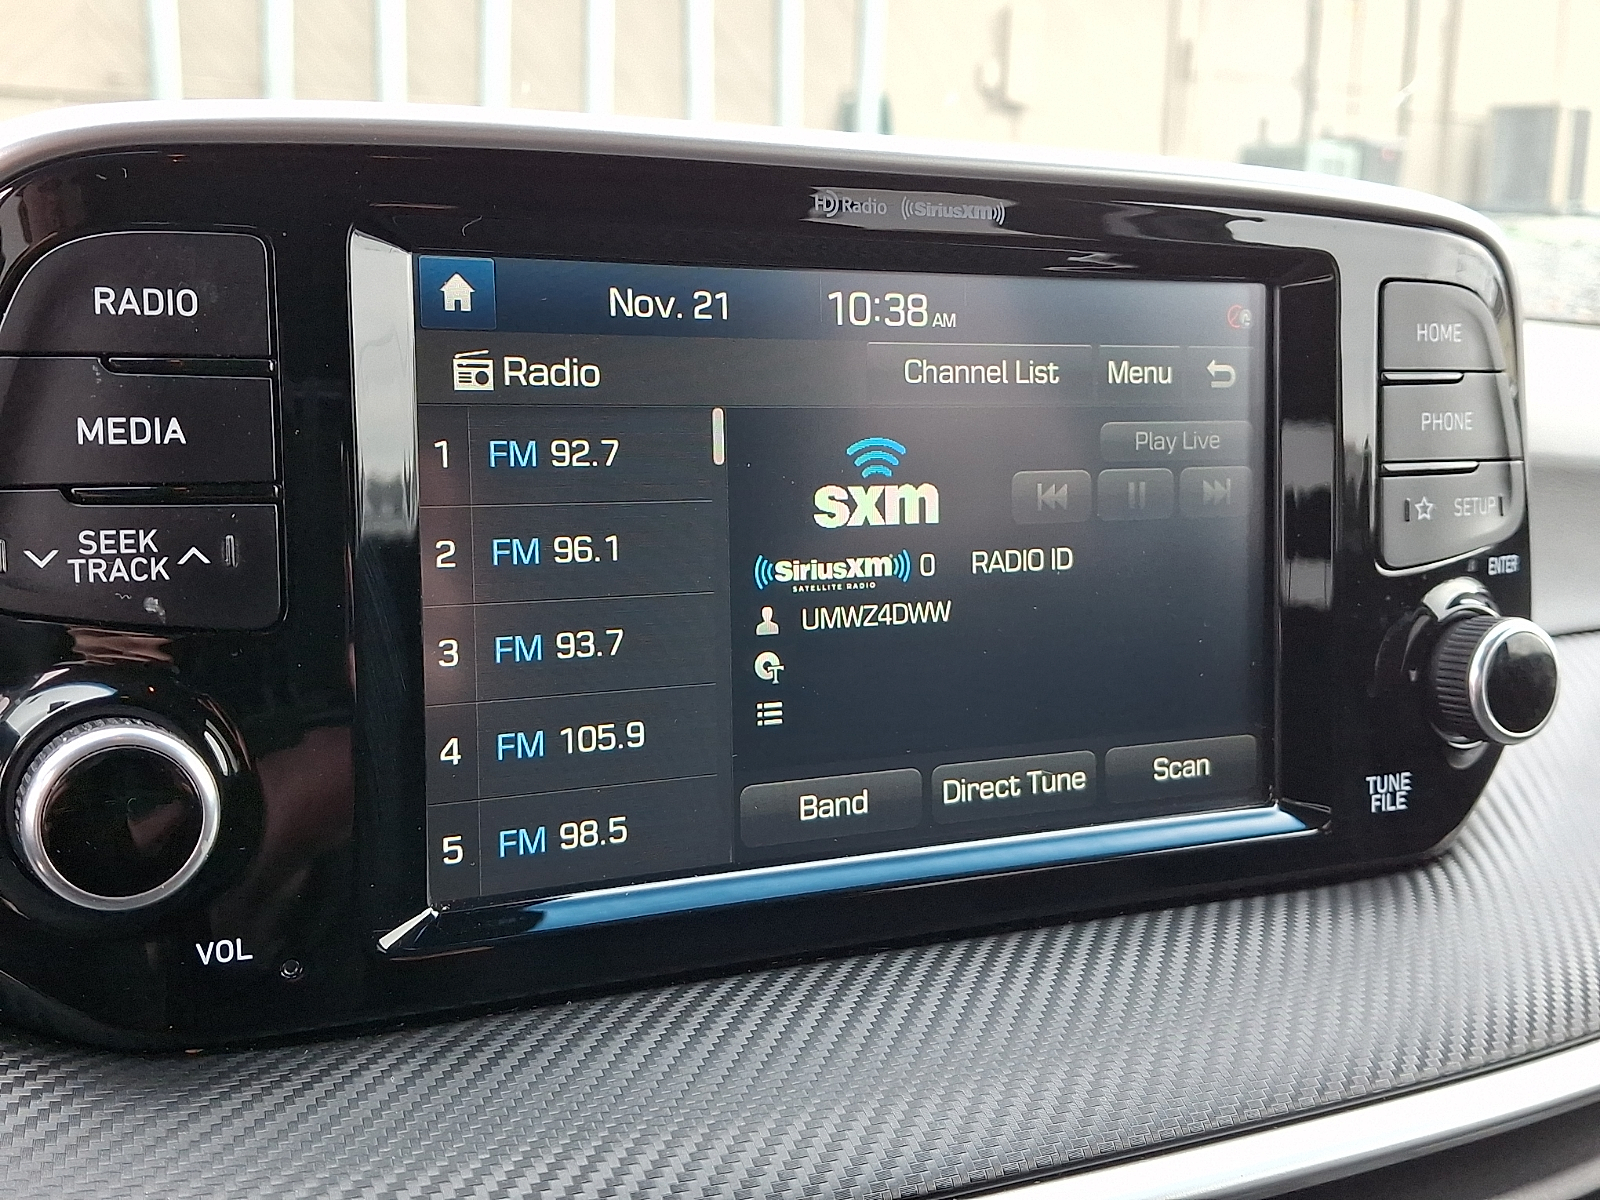 HD Radio ((SiriusXM))
RADIO
MEDIA
SEEK
TRACK
VOL
Nov. 21 10:38 AM
Radio Channel List Menu
1 FM 92.7
2 FM 96.1
3 FM 93.7
4 FM 105.9
5 FM 98.5
Play Live
sxm
((SiriusXm)) 0 RADIO ID
SATELLITE RADIO
UMWZ4DWW
Band Direct Tune Scan
HOME
PHONE
SETUP
ENTER
TUNE
FILE